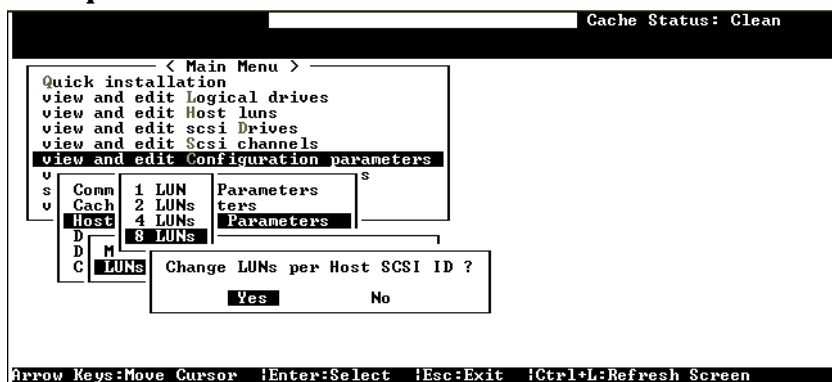 Cache Status: Clean
< Main Menu >
Quick installation
view and edit Logical drives
view and edit Host luns
view and edit scsi Drives
view and edit Scsi channels
view and edit Configuration parameters
v s
s Comm 1 LUN Parameters
v Cach 2 LUNs ters
Host 4 LUNs Parameters
D 8 LUNs
D M
C LUNs Change LUNs per Host SCSI ID ?
Yes No
Arrow Keys:Move Cursor |Enter:Select |Esc:Exit |Ctrl+L:Refresh Screen